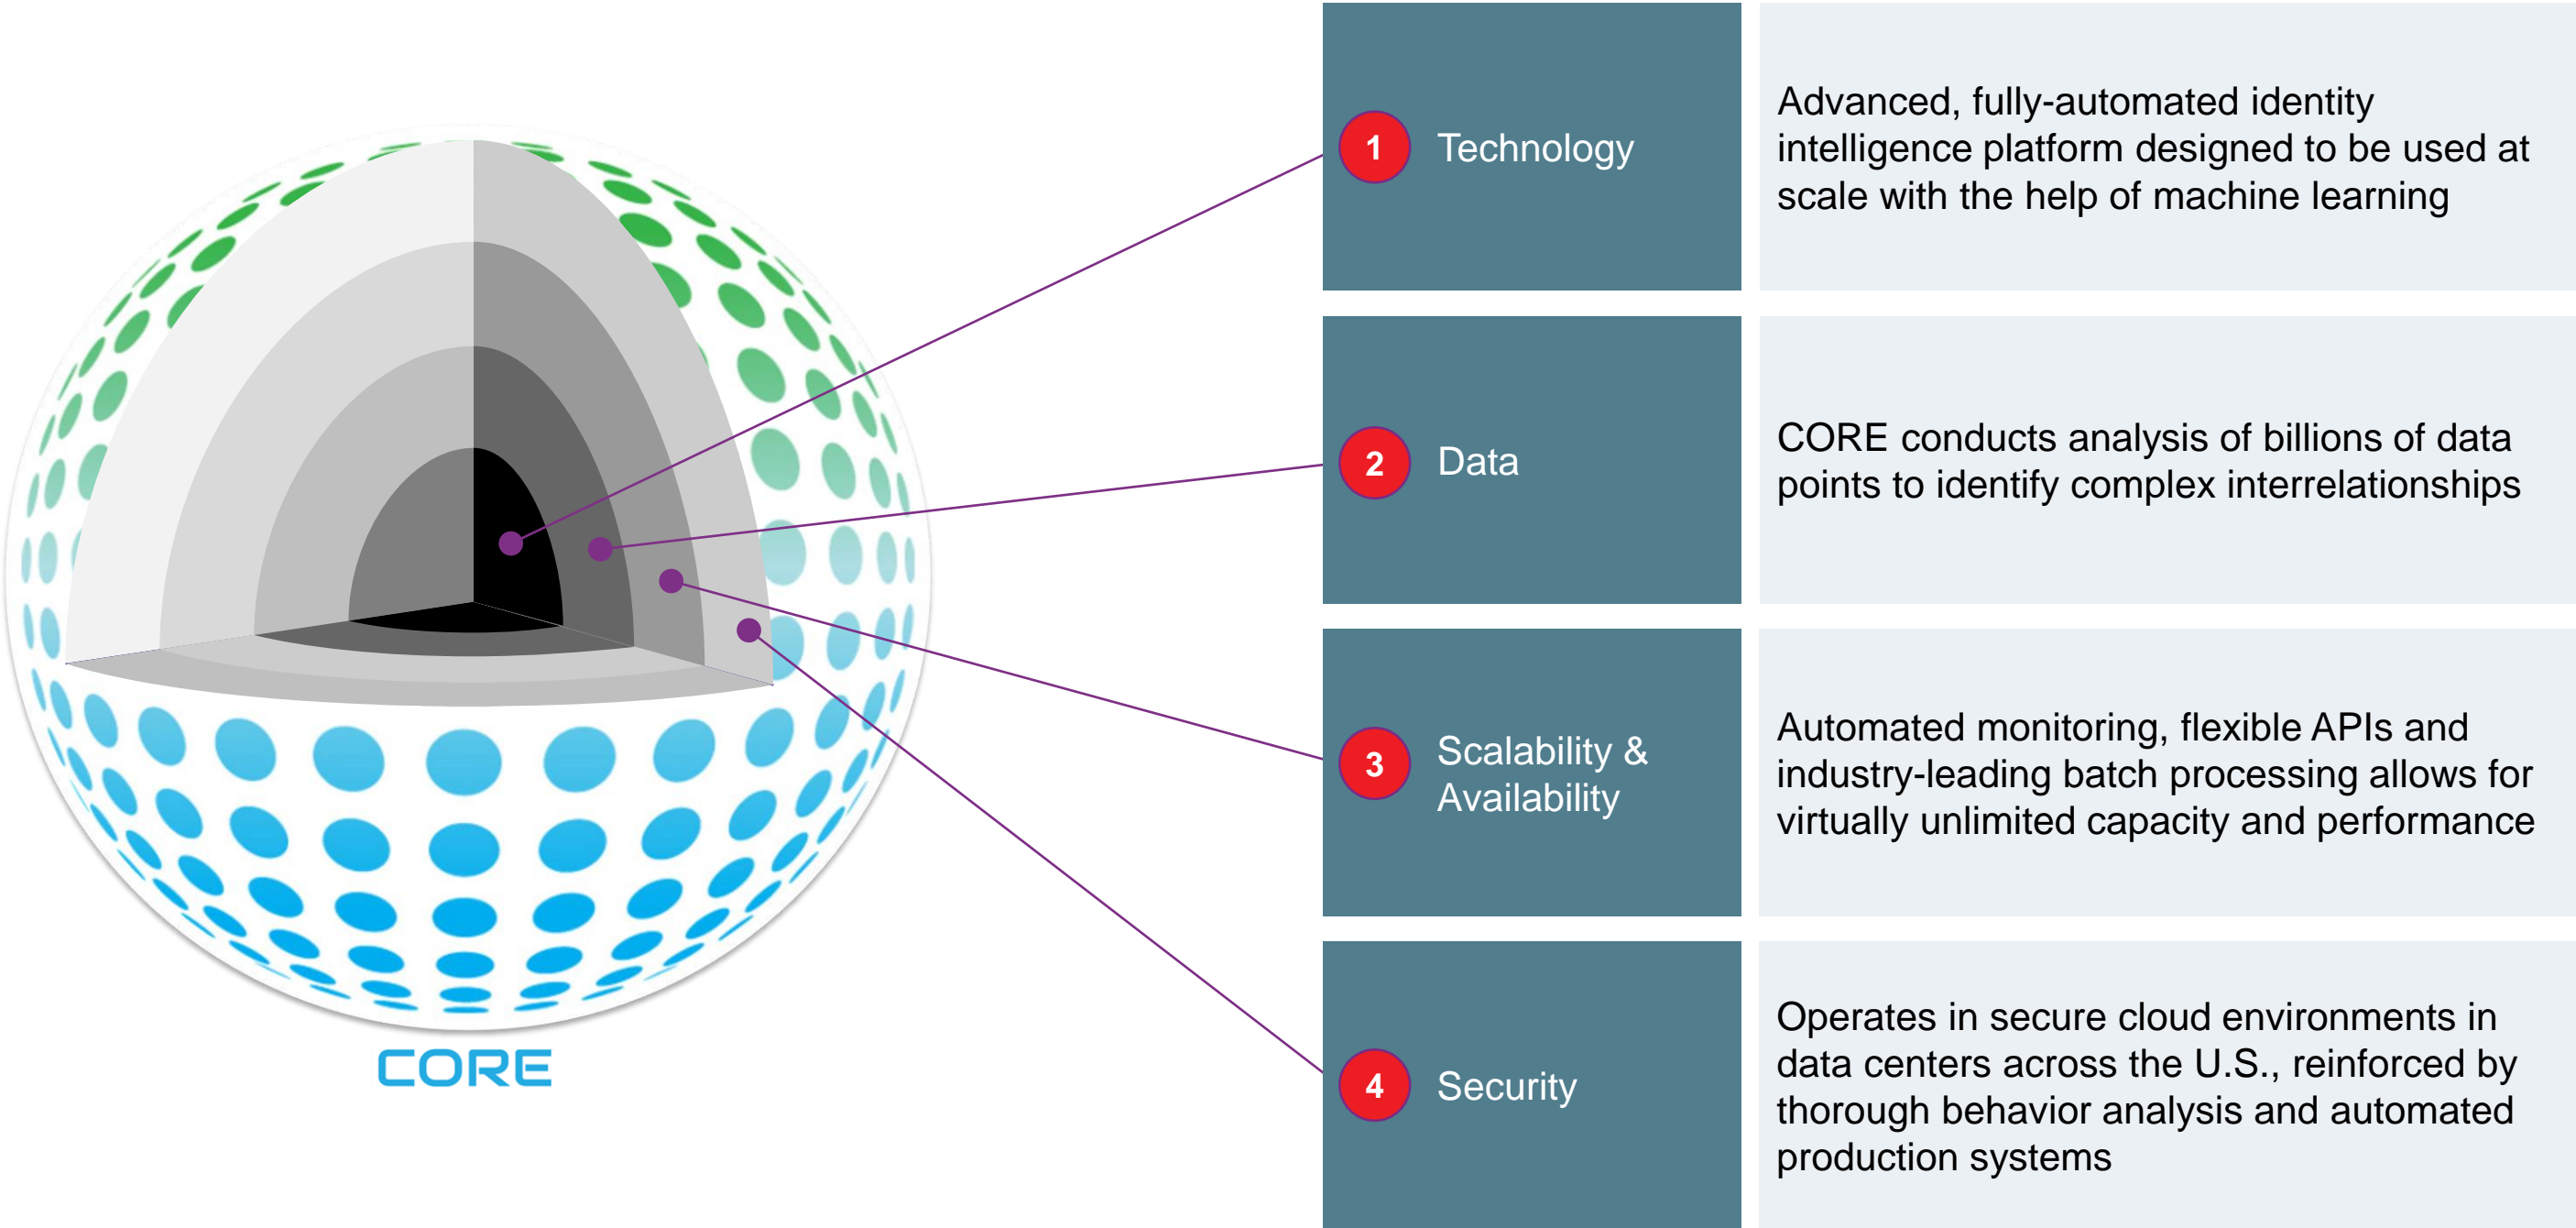 1
Technology
Advanced, fully-automated identity
intelligence platform designed to be used at
scale with the help of machine learning
2
Data
CORE conducts analysis of billions of data
points to identify complex interrelationships
3
Scalability &
Availability
Automated monitoring, flexible APIs and
industry-leading batch processing allows for
virtually unlimited capacity and performance
4
Security
Operates in secure cloud environments in
data centers across the U.S., reinforced by
thorough behavior analysis and automated
production systems
CORE